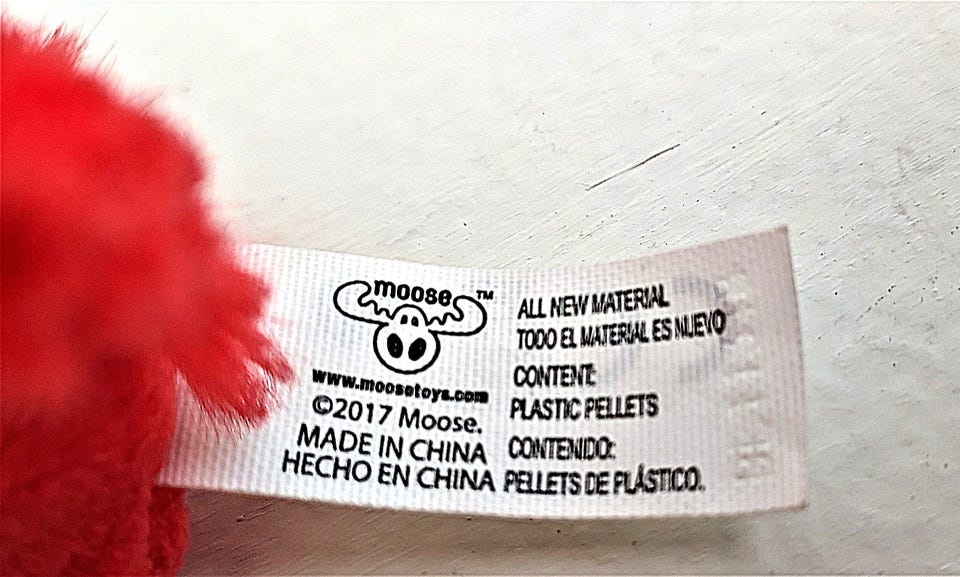 moose™
www.moosetoys.com
©2017 Moose.
MADE IN CHINA
HECHO EN CHINA
ALL NEW MATERIAL
TODO EL MATERIAL ES NUEVO
CONTENT:
PLASTIC PELLETS
CONTENIDO:
PELLETS DE PLÁSTICO.